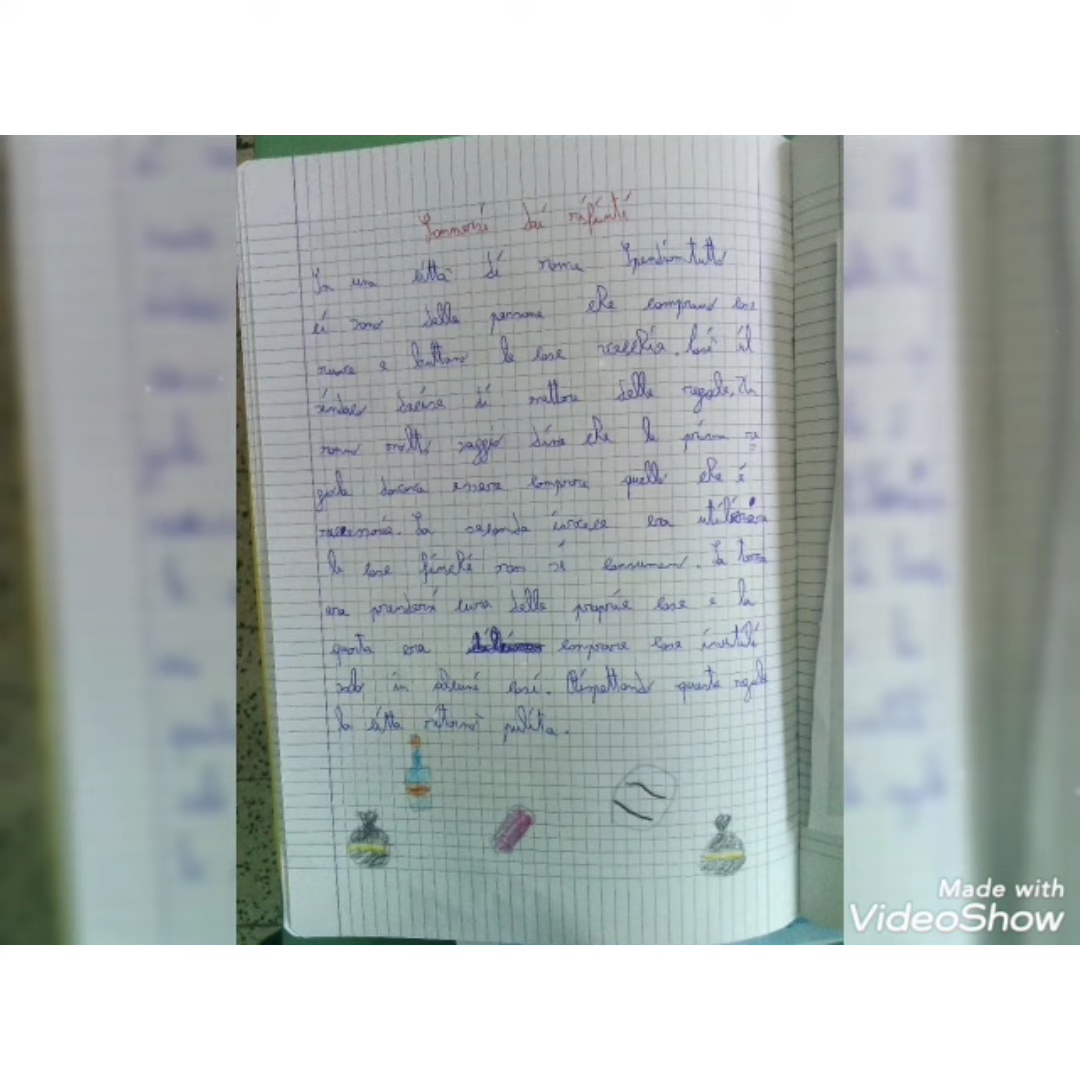 Sommersi dai rifiuti
In una città di nome Spendiamtutto
ci sono delle persone che comprano cose
nuove e buttano le cose vecchie. Così il
sindaco decise di mettere delle regole. Un
nonno molto saggio disse che la prima re
gola doveva essere comprare quello che è
necessario. La seconda invece era utilizzare
le cose finché non si consumano. La terza
era prendersi cura delle proprie cose e la
quarta era comprare cose inutili
solo in alcuni casi. Rispettando queste regole
la città ritornò pulita.
Made with
VideoShow